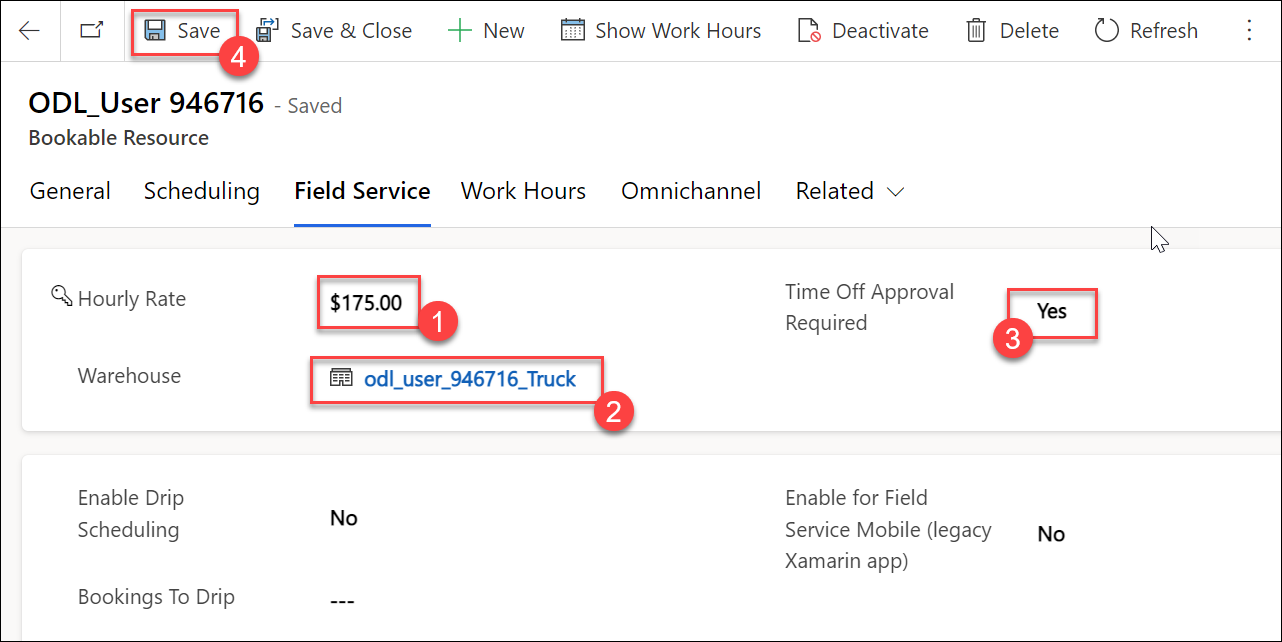 Save
Save & Close
New
Show Work Hours
Deactivate
Delete
Refresh
4
ODL_User 946716 - Saved
Bookable Resource
General
Scheduling
Field Service
Work Hours
Omnichannel
Related
Hourly Rate
$175.00
1
Time Off Approval
Required
Yes
3
Warehouse
odl_user_946716_Truck
2
Enable Drip
Scheduling
No
Enable for Field
Service Mobile (legacy
Xamarin app)
No
Bookings To Drip
---